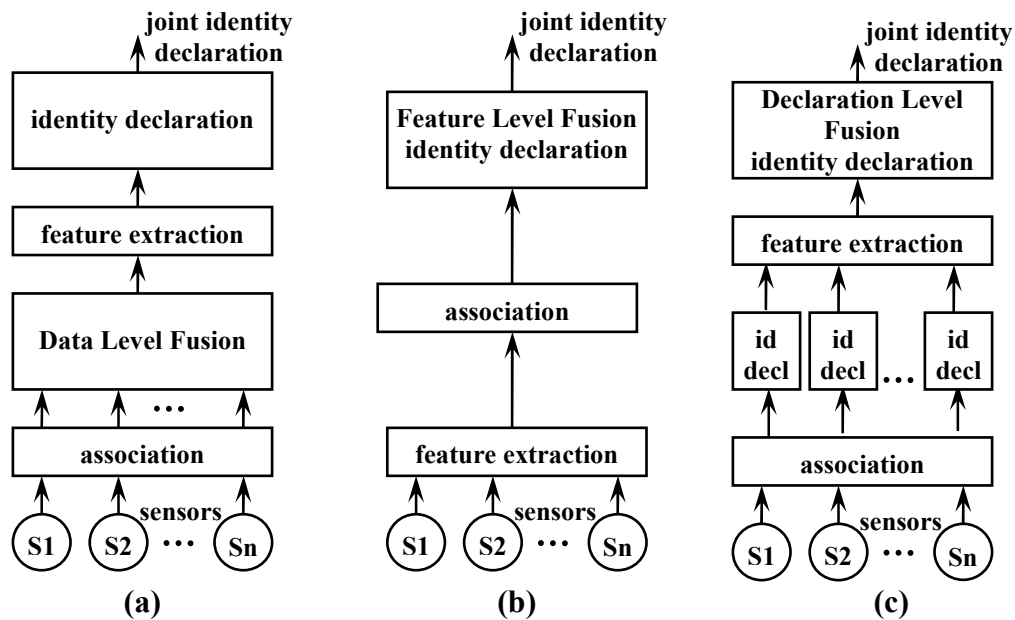 joint identity
declaration
identity declaration
feature extraction
Data Level Fusion
...
association
sensors
S1 S2 ... Sn
(a)
joint identity
declaration
Feature Level Fusion
identity declaration
association
feature extraction
sensors
S1 S2 ... Sn
(b)
joint identity
declaration
Declaration Level
Fusion
identity declaration
feature extraction
id id id
decl decl ... decl
association
sensors
S1 S2 ... Sn
(c)